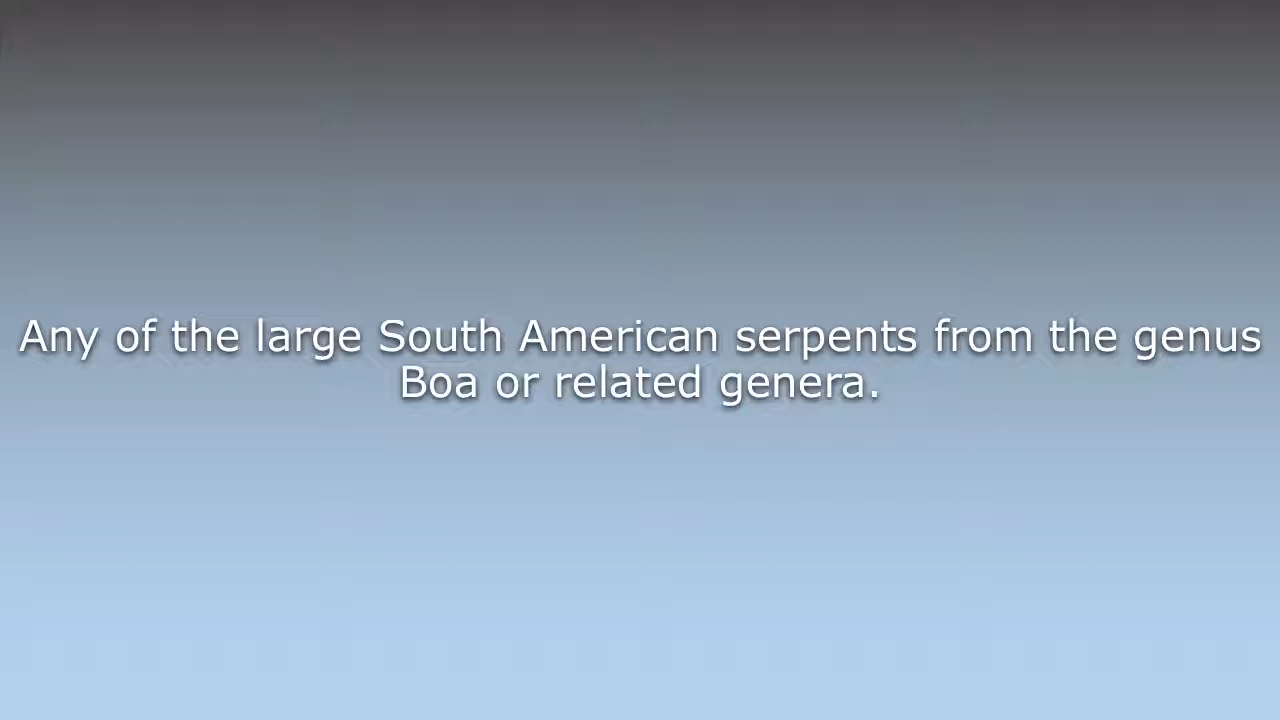 Any of the large South American serpents from the genus
Boa or related genera.